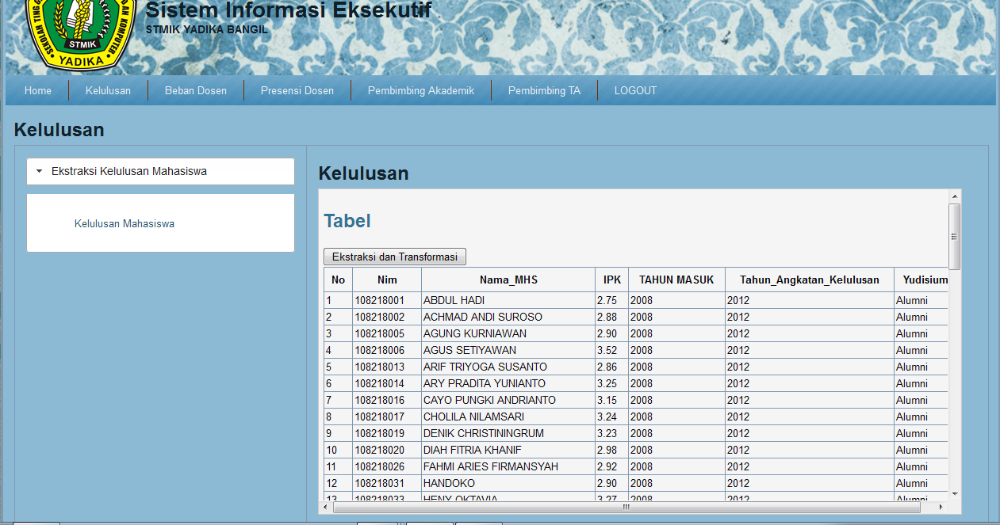 Sistem Informasi Eksekutif
STMIK YADIKA BANGIL
STMIK
YADIKA
Home Kelulusan Beban Dosen Presensi Dosen Pembimbing Akademik Pembimbing TA LOGOUT
Kelulusan
Ekstraksi Kelulusan Mahasiswa
Kelulusan Mahasiswa
Kelulusan
Tabel
Ekstraksi dan Transformasi
No Nim Nama_MHS IPK TAHUN MASUK Tahun_Angkatan_Kelulusan Yudisium
1 108218001 ABDUL HADI 2.75 2008 2012 Alumni
2 108218002 ACHMAD ANDI SUROSO 2.88 2008 2012 Alumni
3 108218005 AGUNG KURNIAWAN 2.90 2008 2012 Alumni
4 108218006 AGUS SETIYAWAN 3.52 2008 2012 Alumni
5 108218013 ARIF TRIYOGA SUSANTO 2.86 2008 2012 Alumni
6 108218014 ARY PRADITA YUNIANTO 3.25 2008 2012 Alumni
7 108218016 CAYO PUNGKI ANDRIANTO 3.15 2008 2012 Alumni
8 108218017 CHOLILA NILAMSARI 3.24 2008 2012 Alumni
9 108218019 DENIK CHRISTININGRUM 3.23 2008 2012 Alumni
10 108218020 DIAH FITRIA KHANIF 2.98 2008 2012 Alumni
11 108218026 FAHMI ARIES FIRMANSYAH 2.92 2008 2012 Alumni
12 108218031 HANDOKO 2.90 2008 2012 Alumni
13 108218033 HENY OKTAVIA 3.27 2008 2012 Alumni